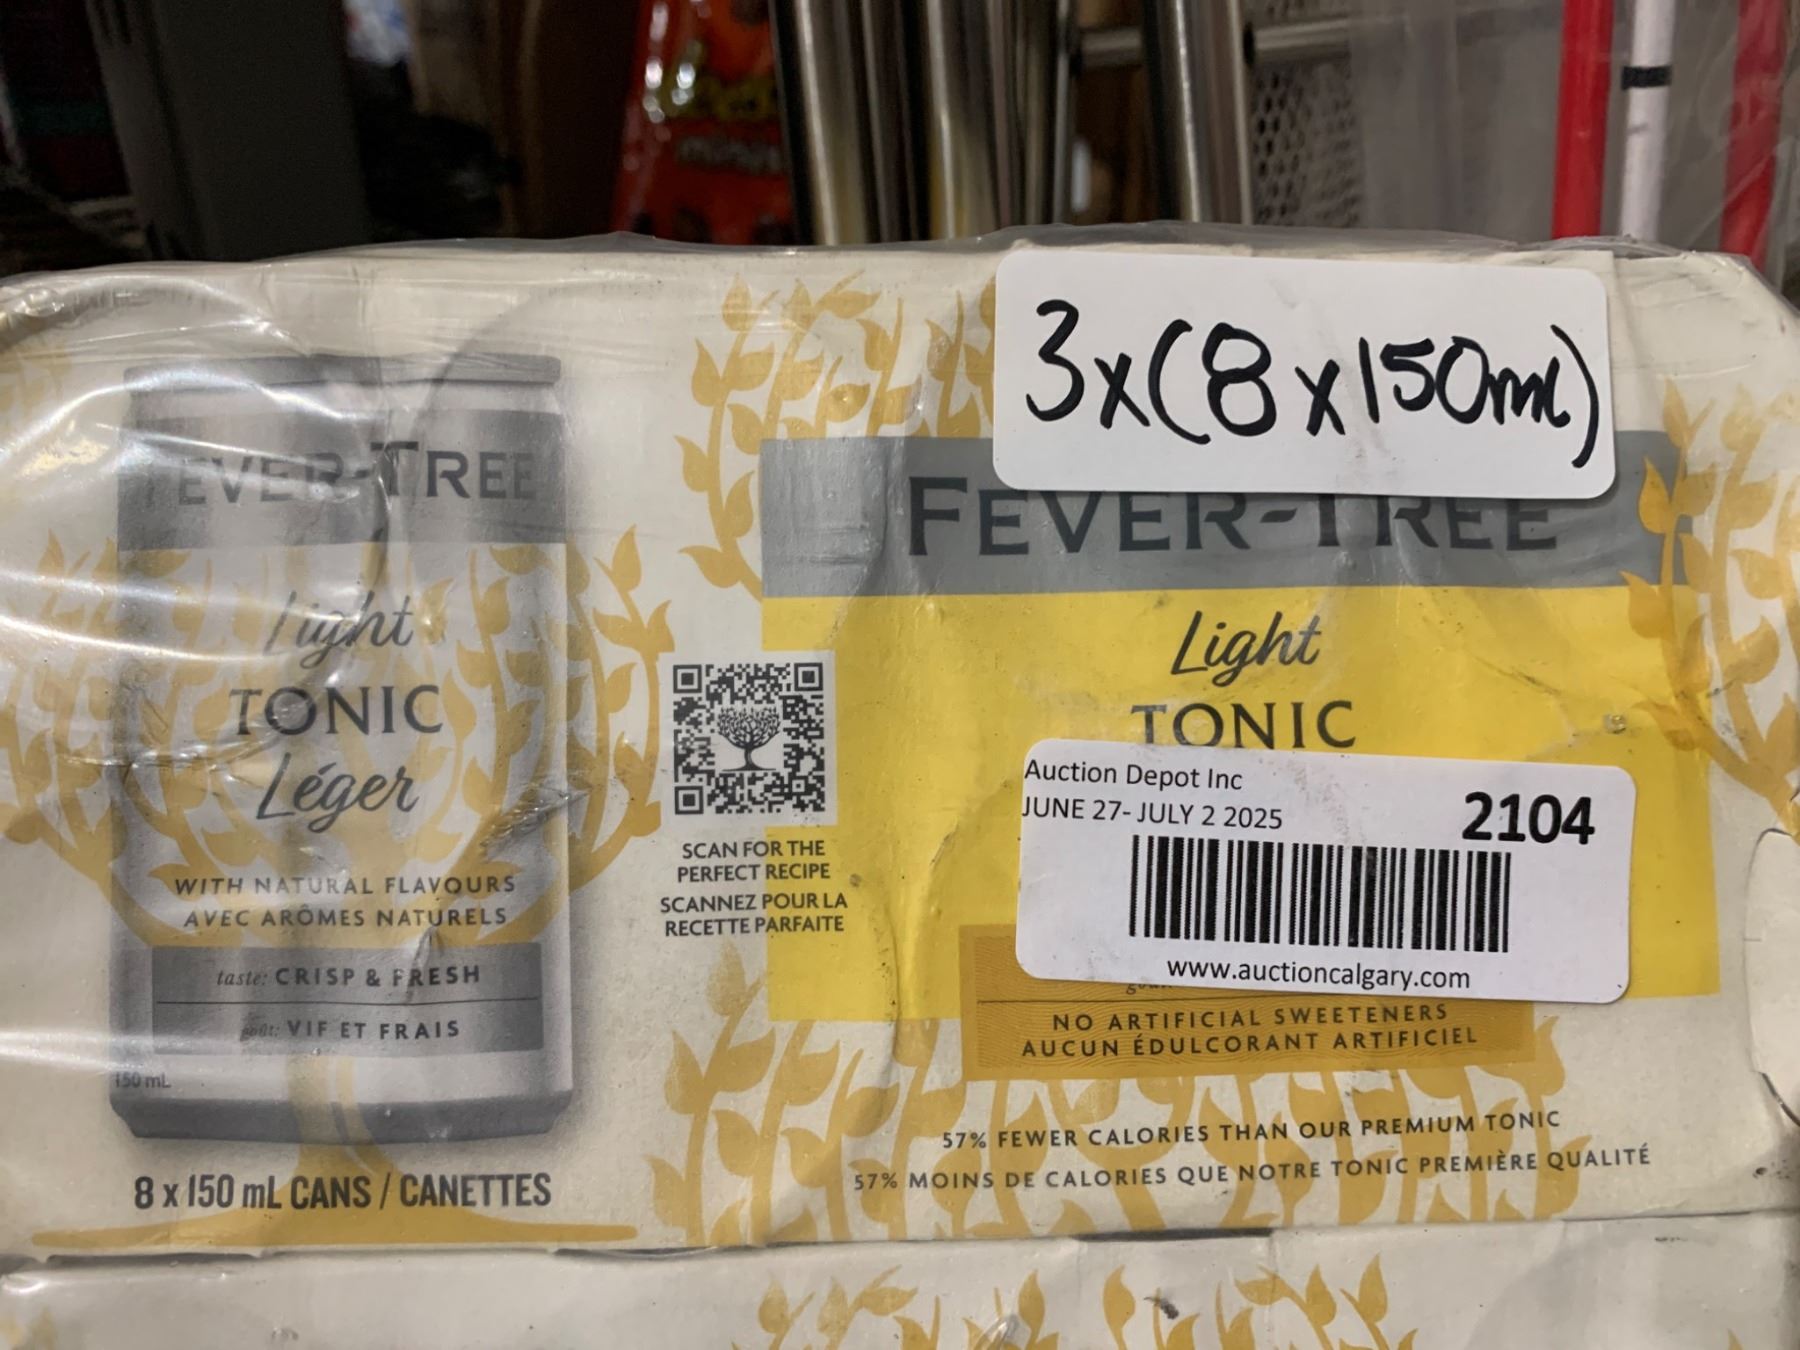 minis
3x(8x150ml)
FEVER-TREE
Light
TONIC
Léger
WITH NATURAL FLAVOURS
AVEC ARÔMES NATURELS
taste: CRISP & FRESH
goût: VIF ET FRAIS
150 mL
8 x 150 mL CANS / CANETTES
SCAN FOR THE
PERFECT RECIPE
SCANNEZ POUR LA
RECETTE PARFAITE
FEVER-TREE
Light
TONIC
Auction Depot Inc
JUNE 27- JULY 2 2025
2104
www.auctioncalgary.com
NO ARTIFICIAL SWEETENERS
AUCUN ÉDULCORANT ARTIFICIEL
57% FEWER CALORIES THAN OUR PREMIUM TONIC
57% MOINS DE CALORIES QUE NOTRE TONIC PREMIÈRE QUALITÉ